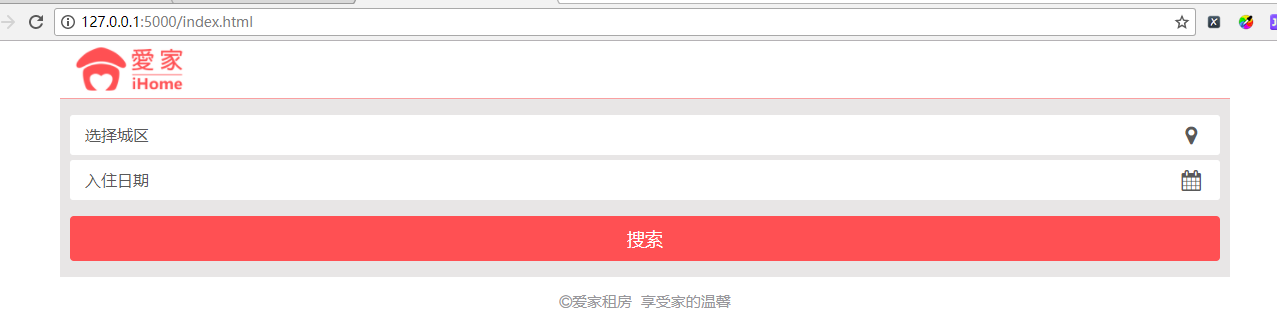 127.0.0.1:5000/index.html
愛家
iHome
选择城区
入住日期
搜索
©爱家租房 享受家的温馨